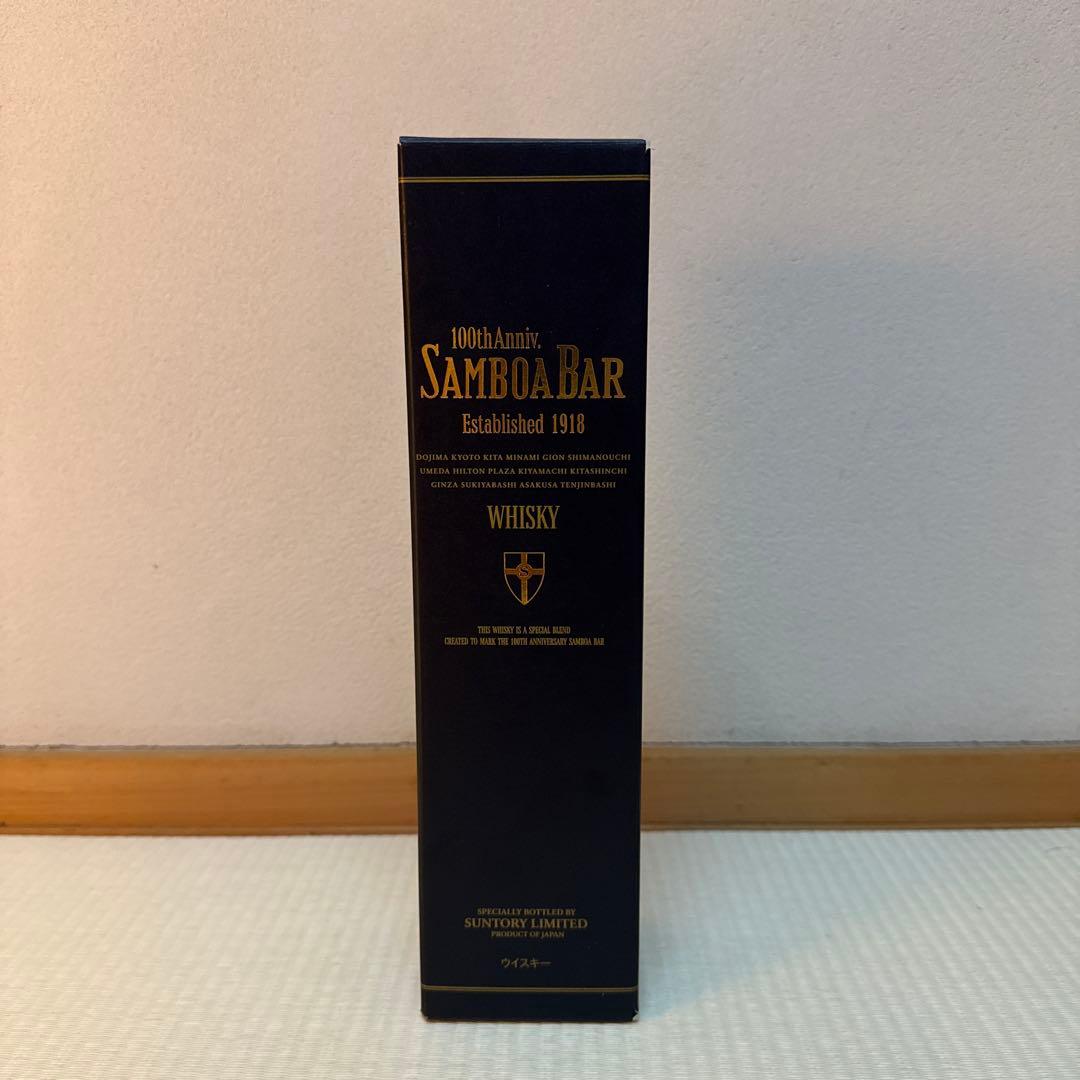 100thAnniv.
SAMBOA BAR
Established 1918
DOJIMA KYOTO KITA MINAMI GION SHIMANOUCHI
UMEDA HILTON PLAZA KIYAMACHI KITASHINCHI
GINZA SUKIYABASHI ASAKUSA TENJINBASHI
WHISKY
S
THIS WHISKY IS A SPECIAL BLEND
CREATED TO MARK THE 100TH ANNIVERSARY SAMBOA BAR
SPECIALLY BOTTLED BY
SUNTORY LIMITED
PRODUCT OF JAPAN
ウイスキー